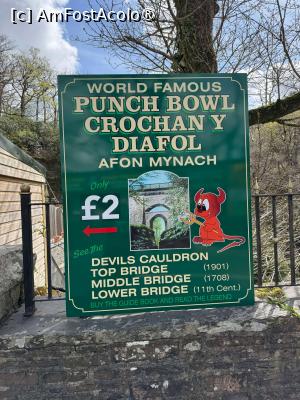 [c] AmFostAcolo®
WORLD FAMOUS
PUNCH BOWL
CROCHAN Y
DIAFOL
AFON MYNACH
Only
£2
See the
DEVILS CAULDRON
TOP BRIDGE (1901)
MIDDLE BRIDGE (1708)
LOWER BRIDGE (11th Cent.)
BUY THE GUIDE BOOK AND READ THE LEGEND